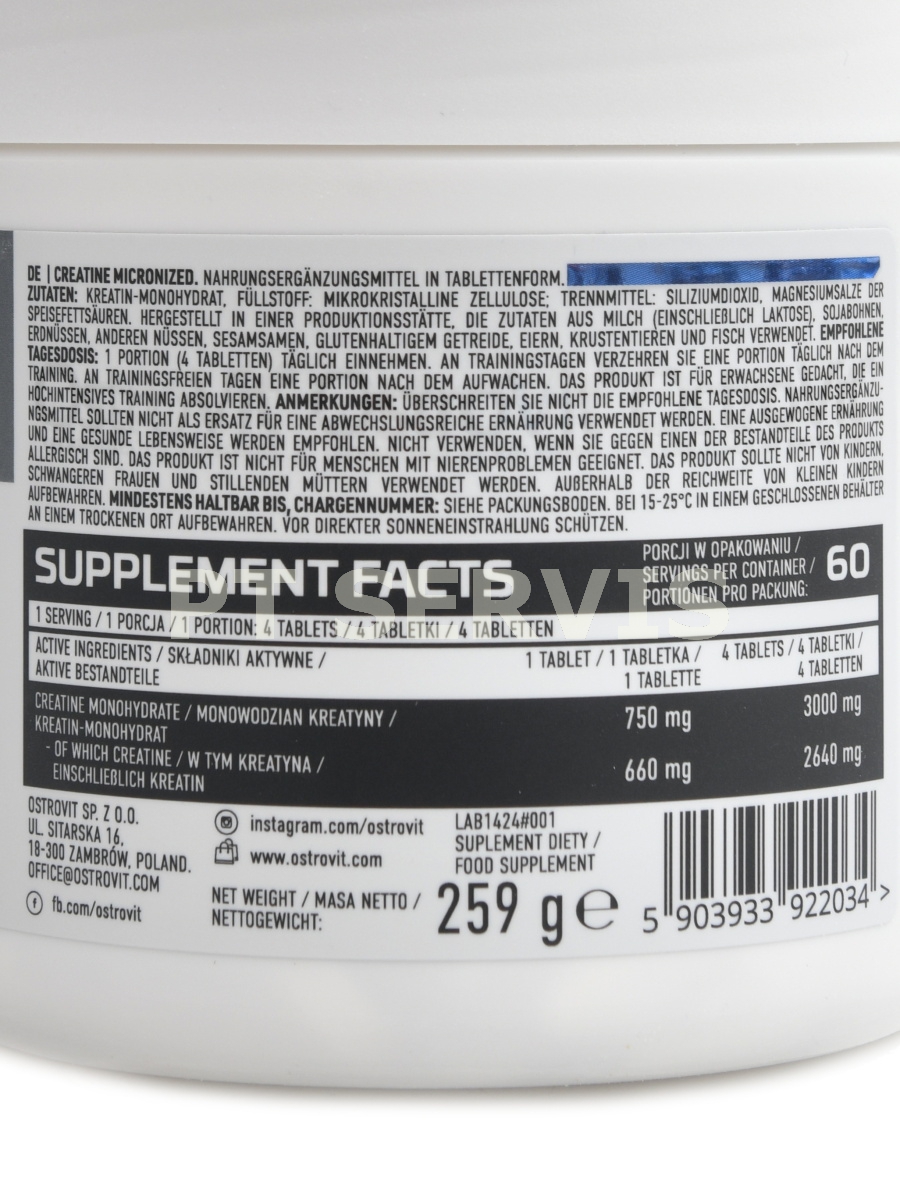 DE | CREATINE MICRONIZED. NAHRUNGSERGÄNZUNGSMITTEL IN TABLETTENFORM.
ZUTATEN: KREATIN-MONOHYDRAT, FÜLLSTOFF: MIKROKRISTALLINE ZELLULOSE; TRENNMITTEL: SILIZIUMDIOXID, MAGNESIUMSALZE DER
SPEISEFETTSÄUREN. HERGESTELLT IN EINER PRODUKTIONSSTÄTTE, DIE ZUTATEN AUS MILCH (EINSCHLIEßLICH LAKTOSE), SOJABOHNEN,
ERDNÜSSEN, ANDEREN NÜSSEN, SESAMSAMEN, GLUTENHALTIGEM GETREIDE, EIERN, KRUSTENTIEREN UND FISCH VERWENDET. EMPFOHLENE
TAGESDOSIS: 1 PORTION (4 TABLETTEN) TÄGLICH EINNEHMEN. AN TRAININGSTAGEN VERZEHREN SIE EINE PORTION TÄGLICH NACH DEM
TRAINING. AN TRAININGSFREIEN TAGEN EINE PORTION NACH DEM AUFWACHEN. DAS PRODUKT IST FÜR ERWACHSENE GEDACHT, DIE EIN
HOCHINTENSIVES TRAINING ABSOLVIEREN. ANMERKUNGEN: ÜBERSCHREITEN SIE NICHT DIE EMPFOHLENE TAGESDOSIS. NAHRUNGSERGÄNZU-
NGSMITTEL SOLLTEN NICHT ALS ERSATZ FÜR EINE ABWECHSLUNGSREICHE ERNÄHRUNG VERWENDET WERDEN. EINE AUSGEWOGENE ERNÄHRUNG
UND EINE GESUNDE LEBENSWEISE WERDEN EMPFOHLEN. NICHT VERWENDEN, WENN SIE GEGEN EINEN DER BESTANDTEILE DES PRODUKTS
ALLERGISCH SIND. DAS PRODUKT IST NICHT FÜR MENSCHEN MIT NIERENPROBLEMEN GEEIGNET. DAS PRODUKT SOLLTE NICHT VON KINDERN,
SCHWANGEREN FRAUEN UND STILLENDEN MÜTTERN VERWENDET WERDEN. AUßERHALB DER REICHWEITE VON KLEINEN KINDERN
AUFBEWAHREN. MINDESTENS HALTBAR BIS, CHARGENNUMMER: SIEHE PACKUNGSBODEN. BEI 15-25°C IN EINEM GESCHLOSSENEN BEHÄLTER
AN EINEM TROCKENEN ORT AUFBEWAHREN. VOR DIREKTER SONNENEINSTRAHLUNG SCHÜTZEN.
SUPPLEMENT FACTS
PORCJI W OPAKOWANIU /
SERVINGS PER CONTAINER /
PORTIONEN PRO PACKUNG:
60
PT SERVIS
1 SERVING / 1 PORCJA / 1 PORTION: 4 TABLETS / 4 TABLETKI / 4 TABLETTEN
ACTIVE INGREDIENTS / SKŁADNIKI AKTYWNE /
AKTIVE BESTANDTEILE
1 TABLET / 1 TABLETKA /
1 TABLETTE
4 TABLETS / 4 TABLETKI /
4 TABLETTEN
CREATINE MONOHYDRATE / MONOWODZIAN KREATYNY /
KREATIN-MONOHYDRAT
750 mg
3000 mg
- OF WHICH CREATINE / W TYM KREATYNA /
EINSCHLIEßLICH KREATIN
660 mg
2640 mg
OSTROVIT SP. Z O.O.
UL. SITARSKA 16,
18-300 ZAMBRÓW, POLAND.
OFFICE@OSTROVIT.COM
fb.com/ostrovit
instagram.com/ostrovit
www.ostrovit.com
LAB1424#001
SUPLEMENT DIETY /
FOOD SUPPLEMENT
NET WEIGHT / MASA NETTO /
NETTOGEWICHT:
259 g e
5 903933 922034 >